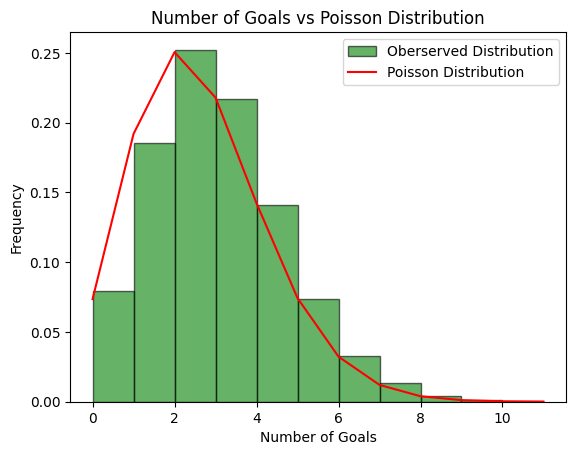 Number of Goals vs Poisson Distribution
Oberserved Distribution
Poisson Distribution
Frequency
0.25
0.20
0.15
0.10
0.05
0.00
0 2 4 6 8 10
Number of Goals